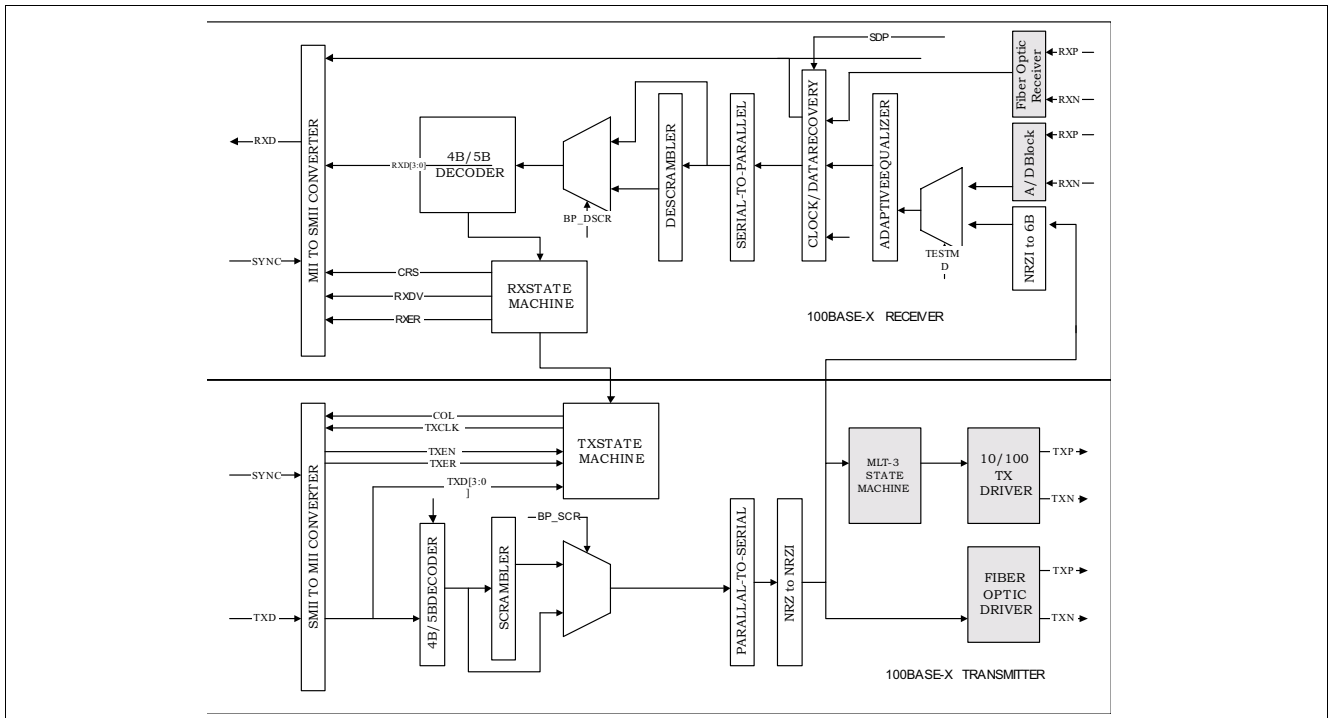 SDP
RXP
RXN
Fiber Optic
Receiver
RXP
RXN
A/D Block
NRZI to 6B
TESTM
D
ADAPTIVEEQUALIZER
CLOCK/DATARECOVERY
SERIAL-TO-PARALLEL
DESCRAMBLER
BP_DSCR
4B/5B
DECODER
RXD[3:0]
MII TO SMII CONVERTER
RXD
SYNC
CRS
RXDV
RXER
RXSTATE
MACHINE
100BASE-X RECEIVER
SMII TO MII CONVERTER
SYNC
TXD
COL
TXCLK
TXEN
TXER
TXD[3:0
]
TXSTATE
MACHINE
4B/5BDECODER
SCRAMBLER
BP_SCR
PARALLAL-TO-SERIAL
NRZ to NRZI
MLT-3
STATE
MACHINE
10/100
TX
DRIVER
TXP
TXN
FIBER
OPTIC
DRIVER
TXP
TXN
100BASE-X TRANSMITTER